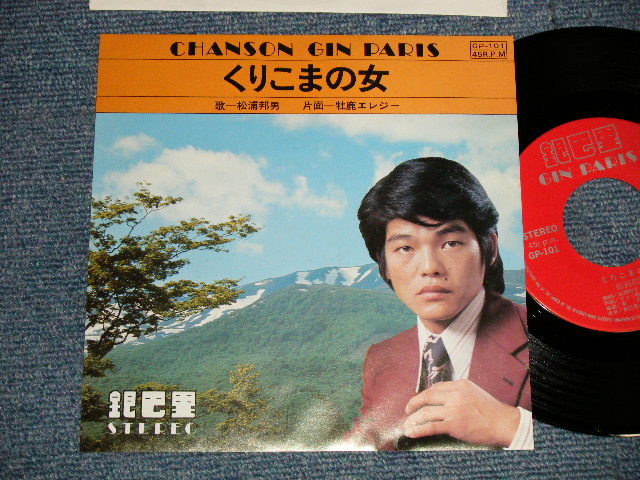 CHANSON GIN PARIS
GP-101
45R.P.M
くりこまの女
歌—松浦邦男 片面—牡鹿エレジー
銀巴里
STEREO
銀巴里
GIN PARIS
STEREO
45r.p.m.
GP-101
くりこ